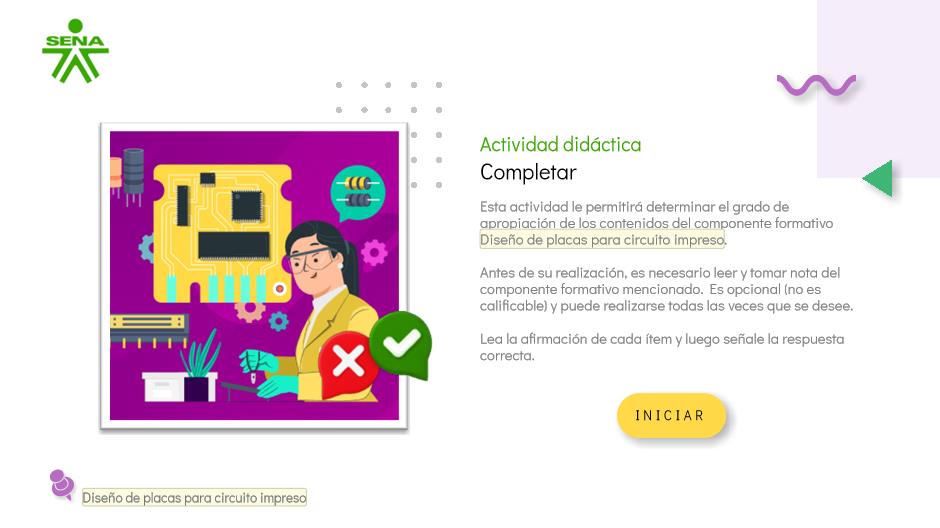 SENA
Actividad didáctica
Completar
Esta actividad le permitirá determinar el grado de
apropiación de los contenidos del componente formativo
Diseño de placas para circuito impreso.
Antes de su realización, es necesario leer y tomar nota del
componente formativo mencionado. Es opcional (no es
calificable) y puede realizarse todas las veces que se desee.
Lea la afirmación de cada ítem y luego señale la respuesta
correcta.
INICIAR
Diseño de placas para circuito impreso